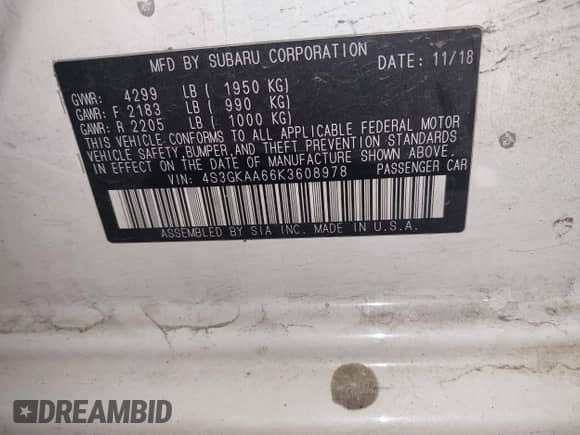 MFD BY SUBARU CORPORATION DATE: 11/18
GVWR: 4299 LB ( 1950 KG)
GAWR: F 2183 LB ( 990 KG)
GAWR: R 2205 LB ( 1000 KG)
THIS VEHICLE CONFORMS TO ALL APPLICABLE FEDERAL MOTOR
VEHICLE SAFETY, BUMPER AND THEFT PREVENTION STANDARDS
IN EFFECT ON THE DATE OF MANUFACTURE SHOWN ABOVE.
VIN: 4S3GKAA66K3608978 PASSENGER CAR
ASSEMBLED BY SIA INC. MADE IN U.S.A.
DREAMBID